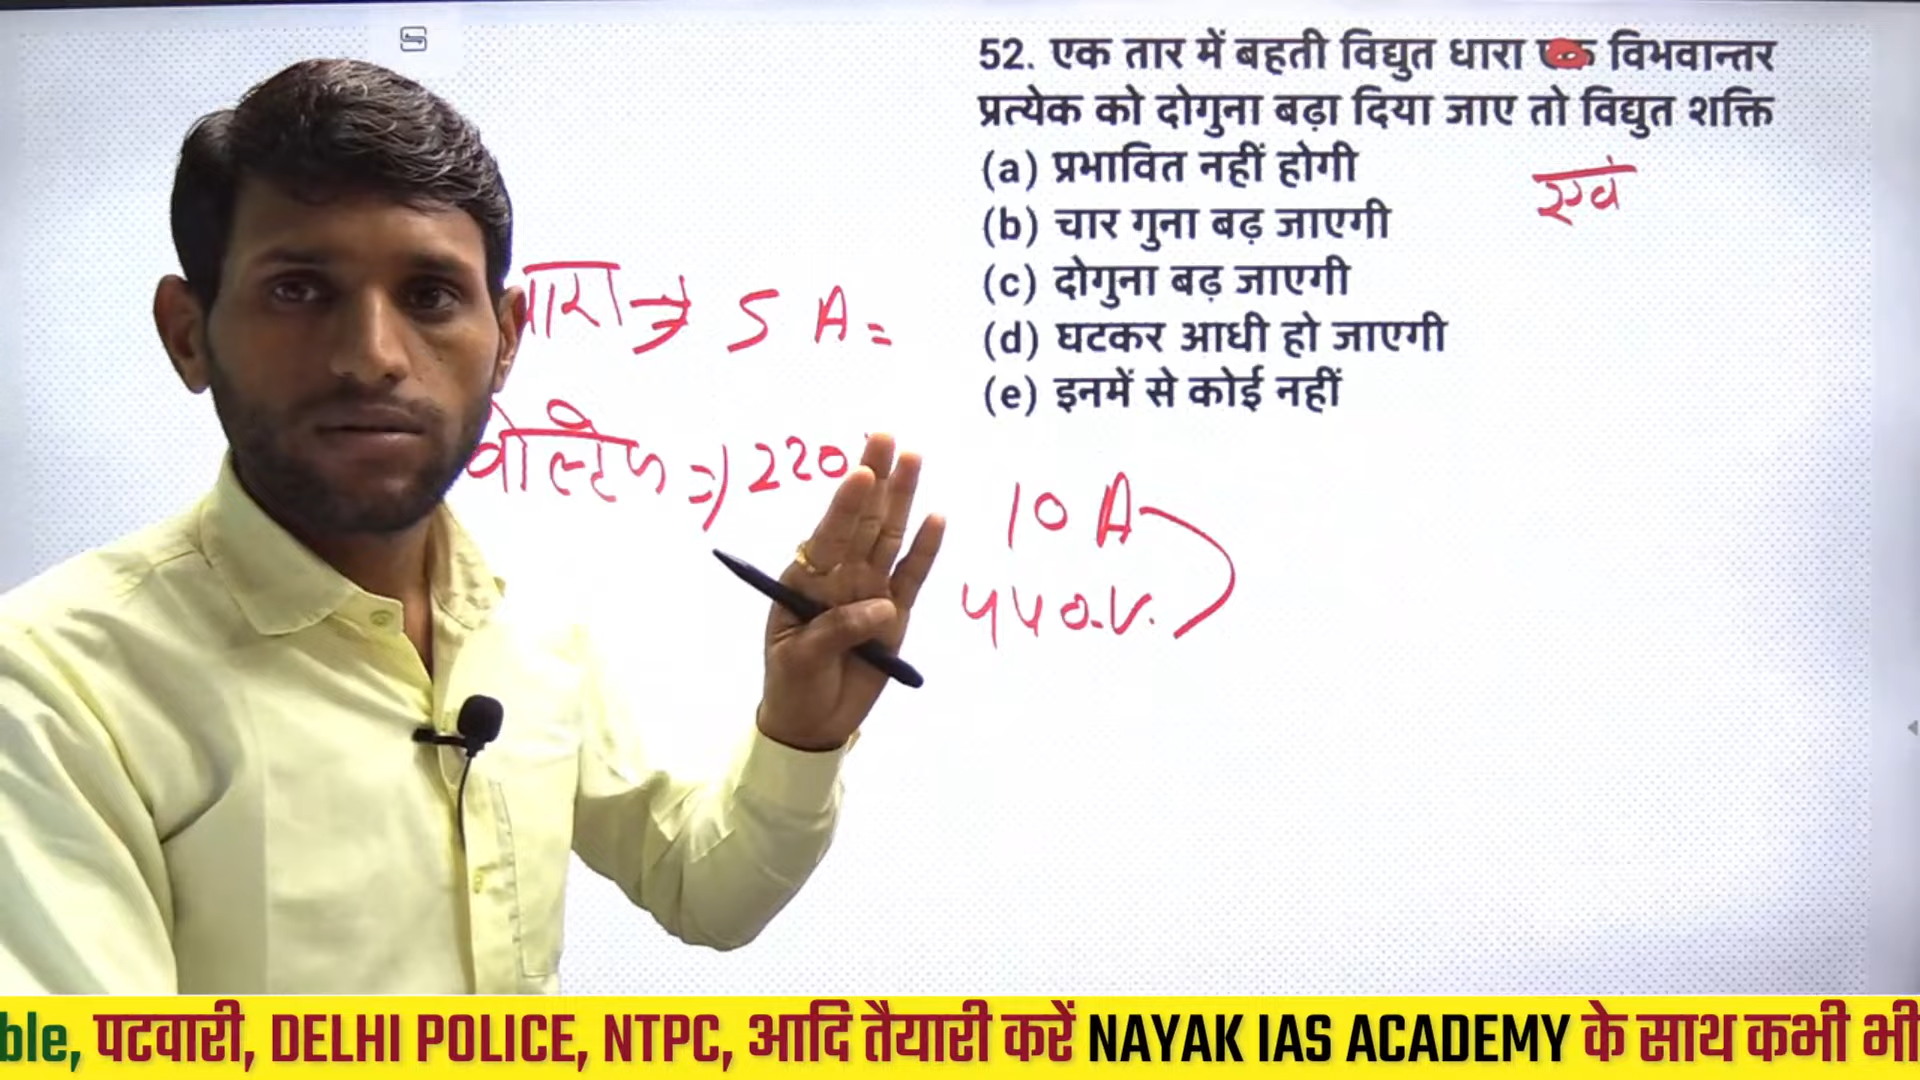 52. एक तार में बहती विद्युत धारा विभवान्तर
प्रत्येक को दोगुना बढ़ा दिया जाए तो विद्युत शक्ति
(a) प्रभावित नहीं होगी
(b) चार गुना बढ़ जाएगी
(c) दोगुना बढ़ जाएगी
(d) घटकर आधी हो जाएगी
(e) इनमें से कोई नहीं
एवं
5 A =
220
10 A
440.V.
ble, पटवारी, DELHI POLICE, NTPC, आदि तैयारी करें NAYAK IAS ACADEMY के साथ कभी भी